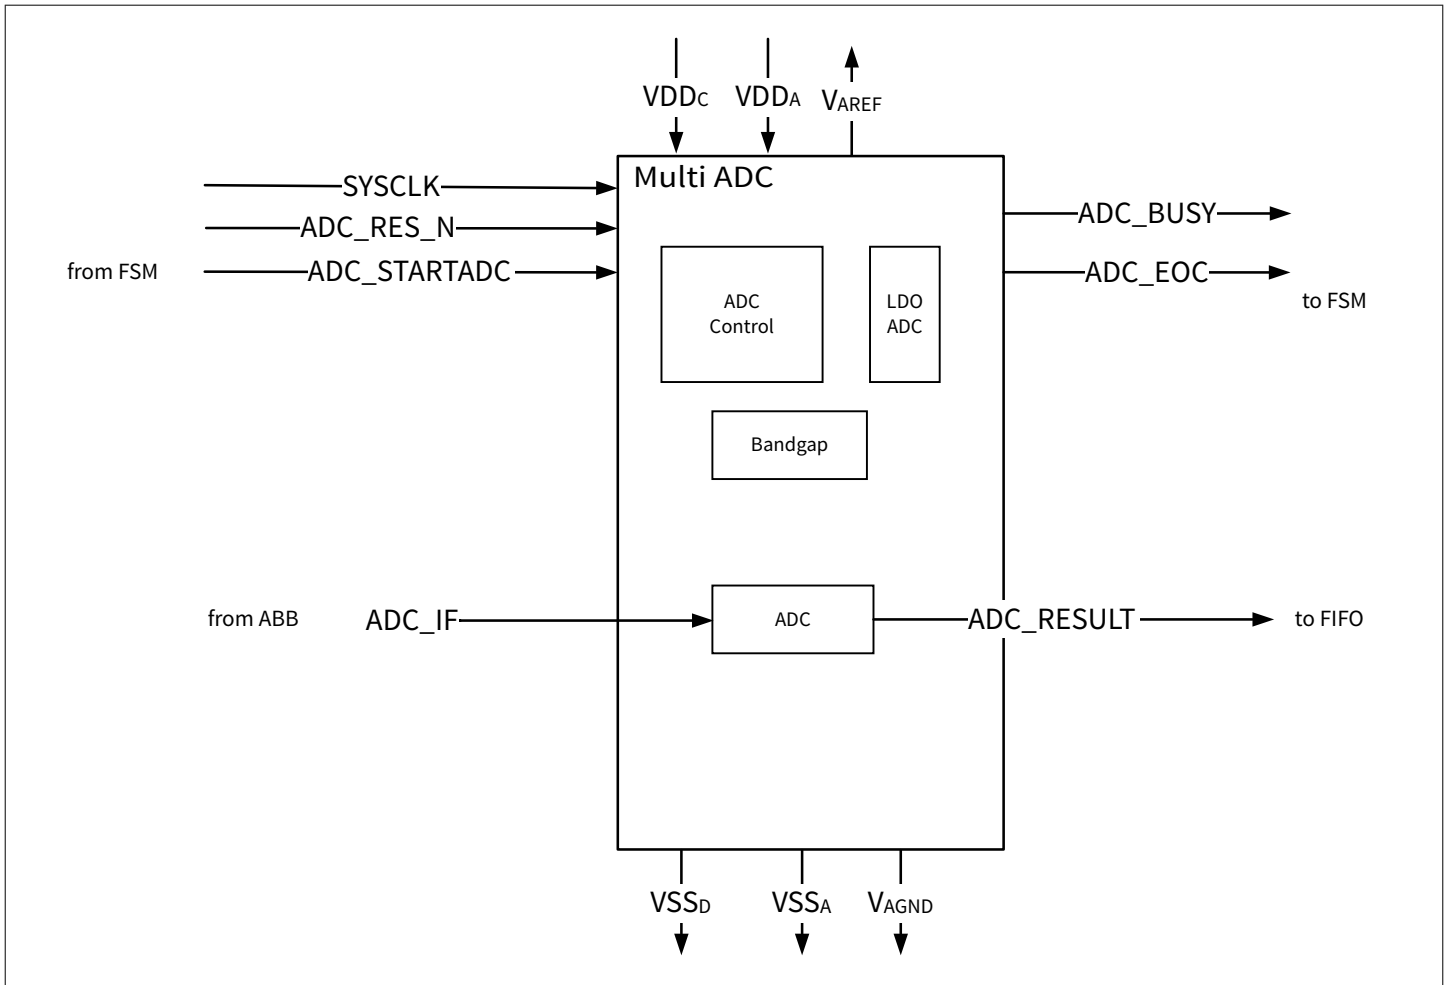 VDDC VDDA VAREF
Multi ADC
SYSCLK
ADC_RES_N
from FSM ADC_STARTADC
ADC_BUSY
ADC_EOC
to FSM
ADC
Control
LDO
ADC
Bandgap
from ABB ADC_IF ADC ADC_RESULT to FIFO
VSSD VSSA VAGND